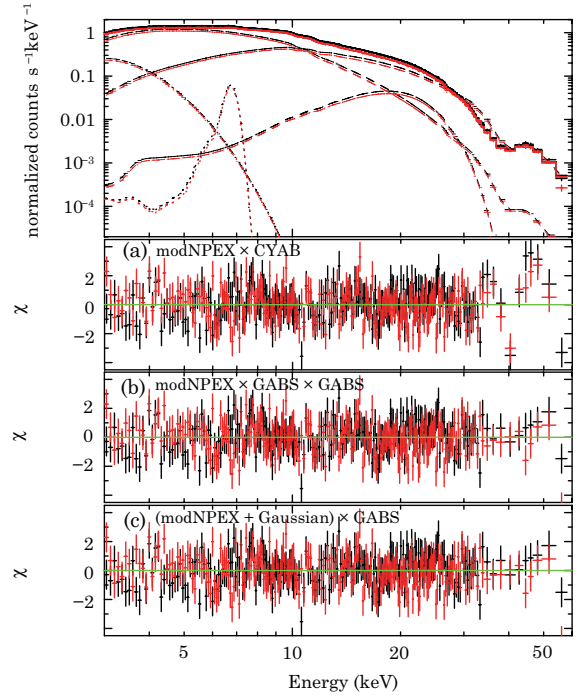 normalized counts s⁻¹keV⁻¹
1
0.1
0.01
10⁻³
10⁻⁴
(a) modNPEX × CYAB
χ
2
0
−2
(b) modNPEX × GABS × GABS
χ
2
0
−2
(c) (modNPEX + Gaussian) × GABS
χ
2
0
−2
5 10 20 50
Energy (keV)